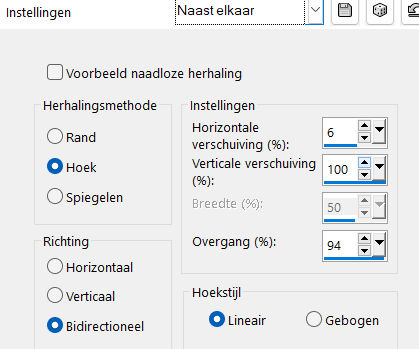 Instellingen
Naast elkaar
Voorbeeld naadloze herhaling
Herhalingsmethode
Rand
Hoek
Spiegelen
Richting
Horizontaal
Verticaal
Bidirectioneel
Instellingen
Horizontale verschuiving (%):
6
Verticale verschuiving (%):
100
Breedte (%):
50
Overgang (%):
94
Hoekstijl
Lineair
Gebogen